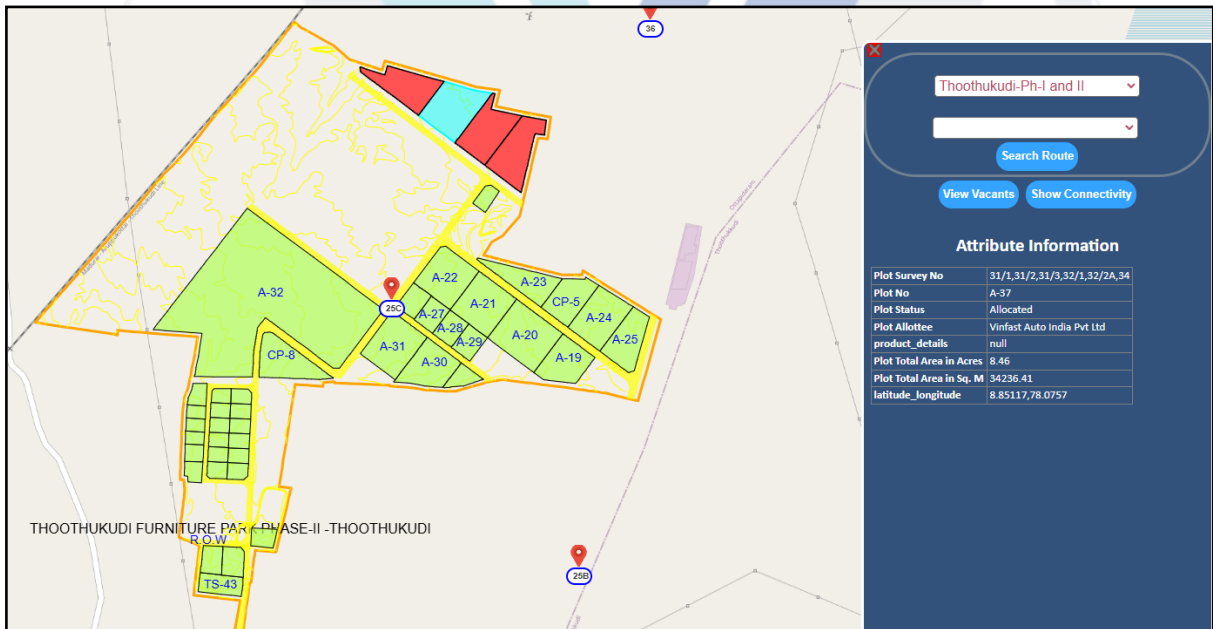 36
Thoothukudi-Ph-I and II
Search Route
View Vacants Show Connectivity
Attribute Information
Plot Survey No 31/1,31/2,31/3,32/1,32/2A,34
Plot No A-37
Plot Status Allocated
Plot Allottee Vinfast Auto India Pvt Ltd
product_details null
Plot Total Area in Acres 8.46
Plot Total Area in Sq. M 34236.41
latitude_longitude 8.85117,78.0757
Ottapidaram
Thoothukkudi
A-32
A-22
A-23
25C
A-27
A-21
CP-5
A-28
A-24
A-29
A-20
A-25
A-31
CP-8
A-30
A-19
THOOTHUKUDI FURNITURE PARK PHASE-II -THOOTHUKUDI
R.O.W
TS-43
25B